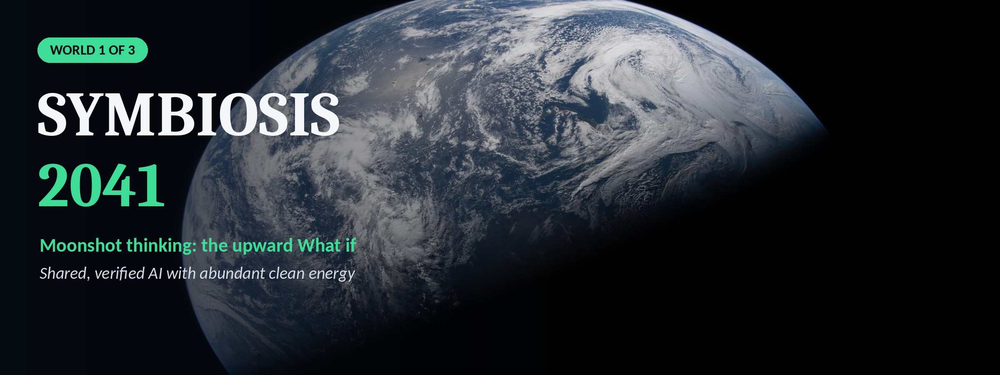 WORLD 1 OF 3
SYMBIOSIS
2041
Moonshot thinking: the upward What if
Shared, verified AI with abundant clean energy